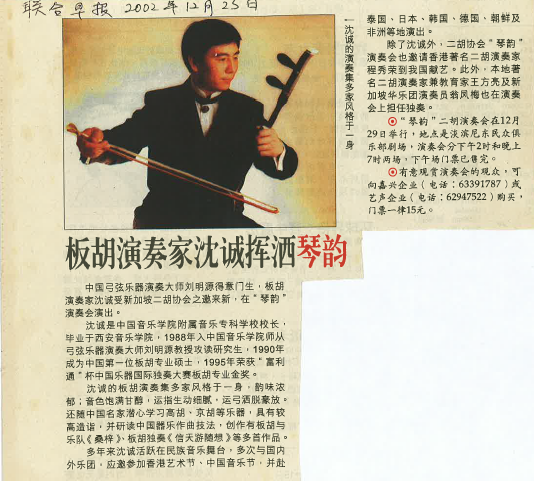 联合早报 2002年12月25日
沈诚的演奏集多家风格于一身
板胡演奏家沈诚挥洒琴韵
中国弓弦乐器演奏大师刘明源得意门生，板胡
演奏家沈诚受新加坡二胡协会之邀来新，在“琴韵”
演奏会演出。
沈诚是中国音乐学院附属音乐专科学校校长，
毕业于西安音乐学院，1988年入中国音乐学院师从
弓弦乐器演奏大师刘明源教授攻读研究生，1990年
成为中国第一位板胡专业硕士，1995年荣获“富利
通”杯中国乐器国际独奏大赛板胡专业金奖。
沈诚的板胡演奏集多家风格于一身，韵味浓
郁；音色饱满甘醇，运指生动细腻，运弓洒脱豪放。
还随中国名家潜心学习高胡、京胡等乐器，具有较
高造诣，并研读中国器乐作曲技法，创作有板胡与
乐队《桑梓》、板胡独奏《信天游随想》等多首作品。
多年来沈诚活跃在民族音乐舞台，多次与国内
外乐团，应邀参加香港艺术节、中国音乐节，并赴
泰国、日本、韩国、德国、朝鲜及
非洲等地演出。
除了沈诚外，二胡协会“琴韵”
演奏会也邀请香港著名二胡演奏家
程秀荣到我国献艺。此外，本地著
名二胡演奏家兼教育家王方亮及新
加坡华乐团演奏员翁凤梅也在演奏
会上担任独奏。
“琴韵”二胡演奏会在12月
29日举行，地点是淡滨尼东民众俱
乐部剧场，演奏会分下午2时和晚上
7时两场，下午场门票已售完。
有意观赏演奏会的观众，可
向嘉兴企业（电话：63391787）或
艺声企业（电话：62947522）购买，
门票一律15元。